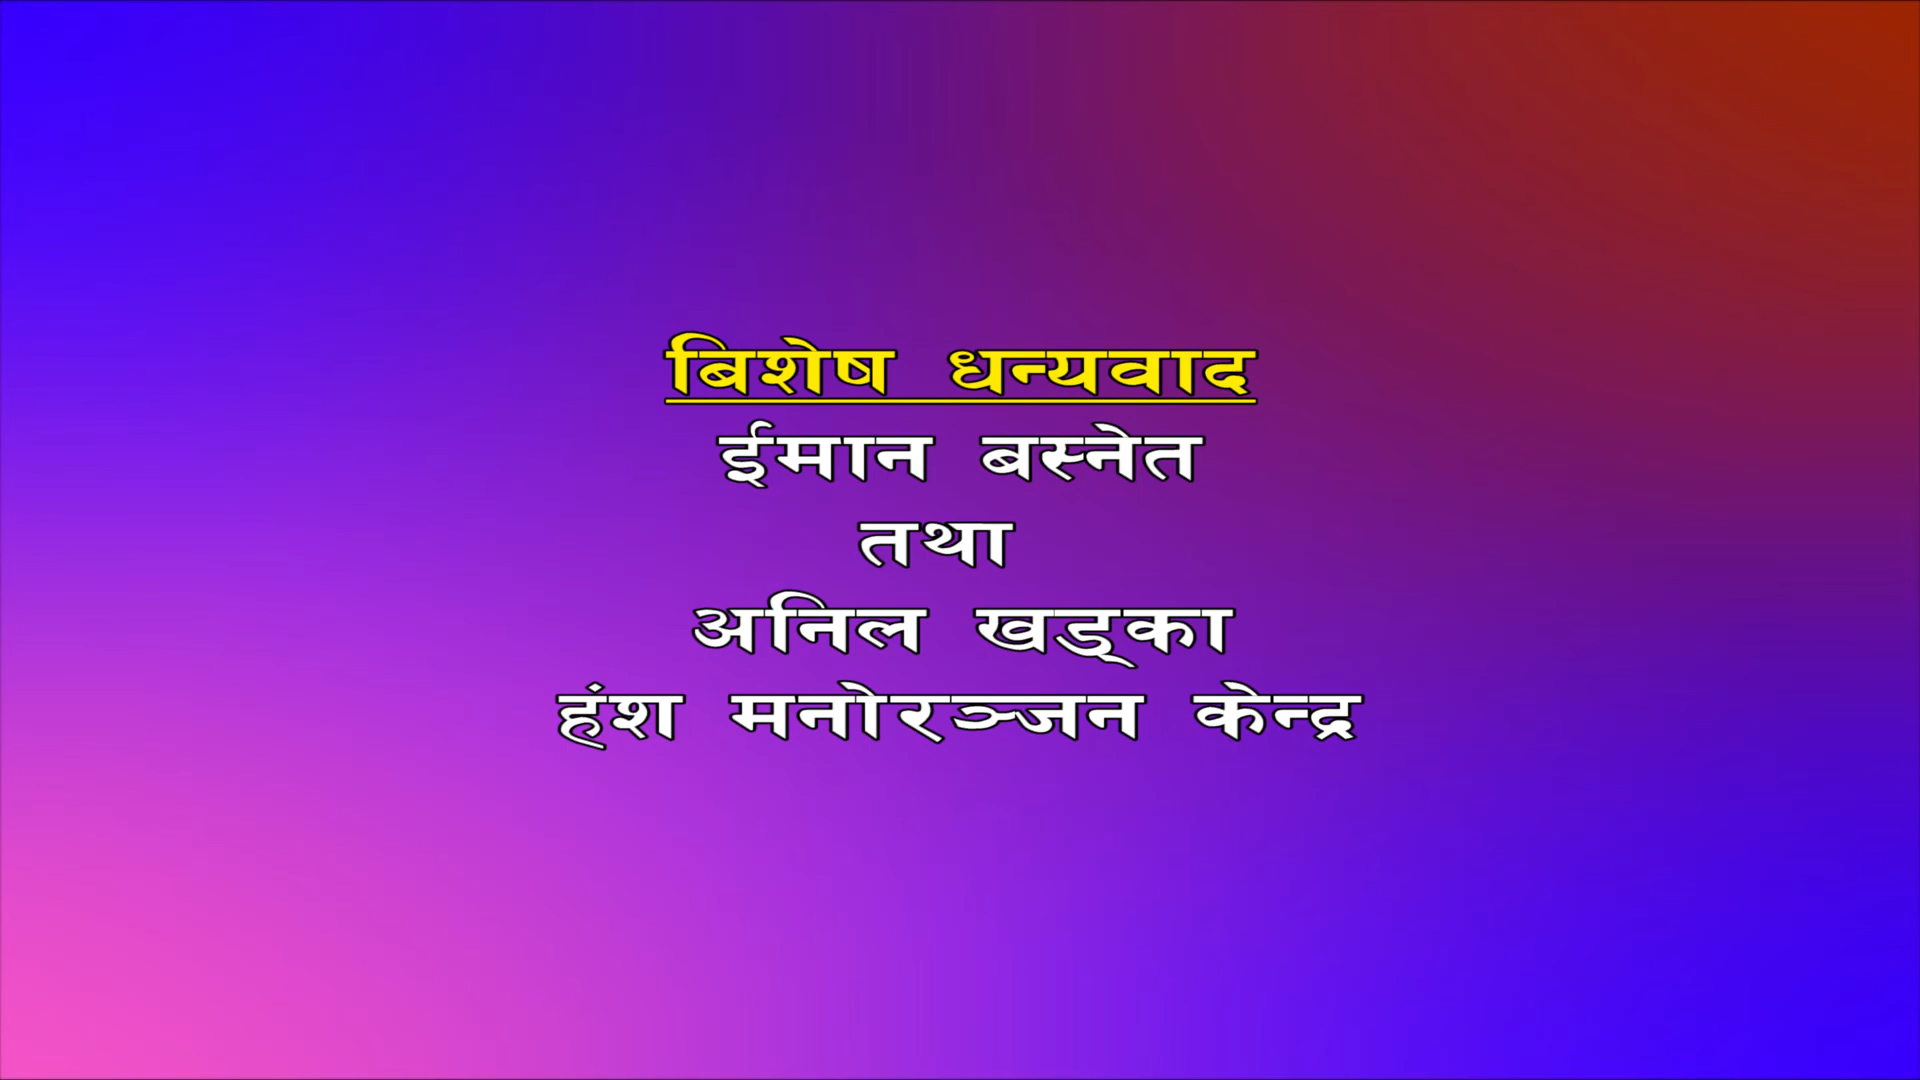 बिशेष धन्यवाद
ईमान बस्नेत
तथा
अनिल खड्का
हंश मनोरञ्जन केन्द्र